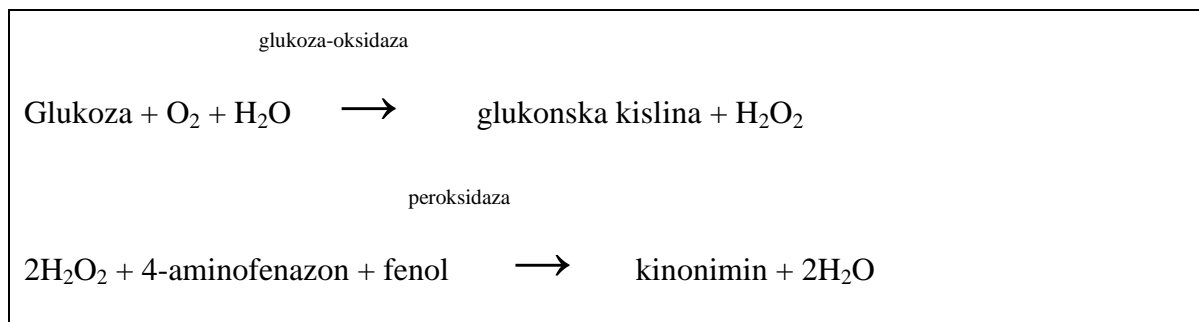 glukoza-oksidaza
Glukoza + O₂ + H₂O → glukonska kislina + H₂O₂
peroksidaza
2H₂O₂ + 4-aminofenazon + fenol → kinonimin + 2H₂O